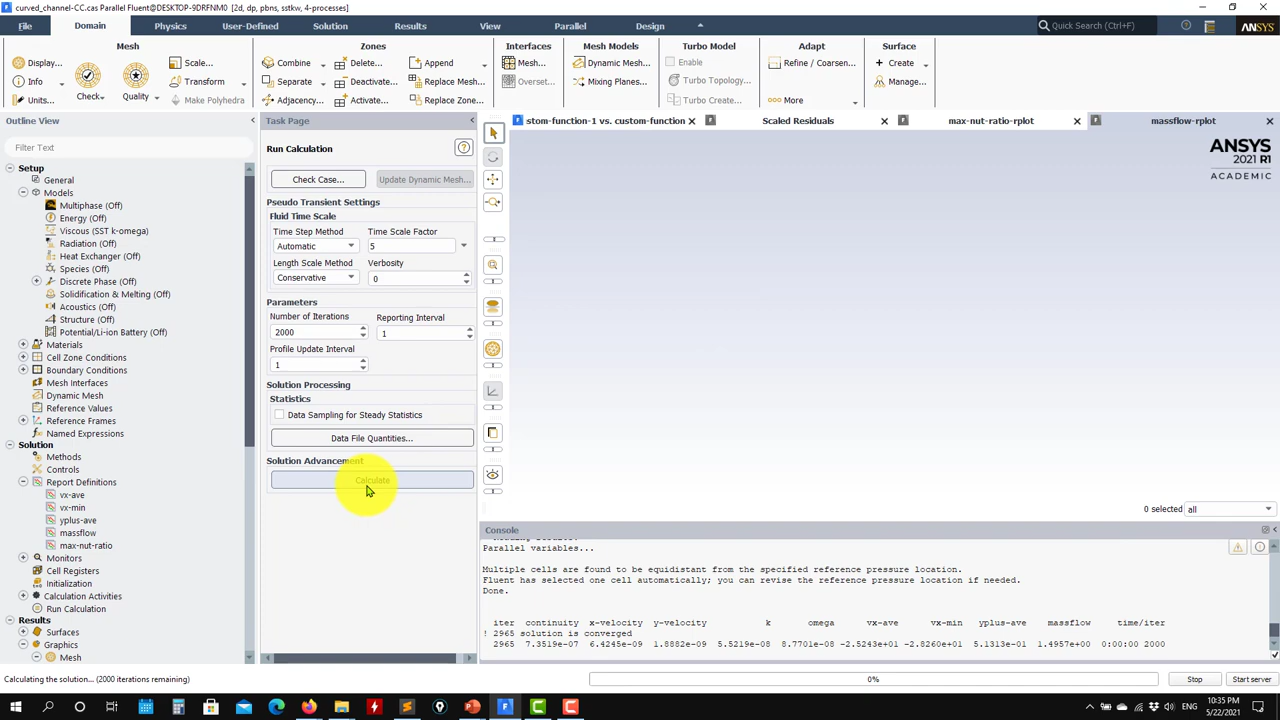 curved_channel-CC.cas Parallel Fluent@DESKTOP-9DRFNM0 [2d, dp, pbns, sstkw, 4-processes]
File Domain Physics User-Defined Solution Results View Parallel Design
Quick Search (Ctrl+F)
ANSYS
Mesh
Display...
Info
Units...
Check
Quality
Scale...
Transform
Make Polyhedra
Zones
Combine
Separate
Adjacency...
Delete...
Deactivate...
Activate...
Append
Replace Mesh...
Replace Zone...
Interfaces
Mesh...
Overset...
Mesh Models
Dynamic Mesh...
Mixing Planes...
Turbo Model
Enable
Turbo Topology...
Turbo Create...
Adapt
Refine / Coarsen...
More
Surface
+ Create
Manage...
Outline View
Filter Text
Setup
General
Models
Multiphase (Off)
Energy (Off)
Viscous (SST k-omega)
Radiation (Off)
Heat Exchanger (Off)
Species (Off)
Discrete Phase (Off)
Solidification & Melting (Off)
Acoustics (Off)
Structure (Off)
Potential/Li-ion Battery (Off)
Materials
Cell Zone Conditions
Boundary Conditions
Mesh Interfaces
Dynamic Mesh
Reference Values
Reference Frames
Named Expressions
Solution
Methods
Controls
Report Definitions
vx-ave
vx-min
yplus-ave
massflow
max-nut-ratio
Monitors
Cell Registers
Initialization
Calculation Activities
Run Calculation
Results
Surfaces
Graphics
Mesh
Task Page
Run Calculation
Check Case... Update Dynamic Mesh...
Pseudo Transient Settings
Fluid Time Scale
Time Step Method Time Scale Factor
Automatic 5
Length Scale Method Verbosity
Conservative 0
Parameters
Number of Iterations Reporting Interval
2000 1
Profile Update Interval
1
Solution Processing
Statistics
Data Sampling for Steady Statistics
Data File Quantities...
Solution Advancement
Calculate
stom-function-1 vs. custom-function
Scaled Residuals
max-nut-ratio-rplot
massflow-rplot
ANSYS
2021 R1
ACADEMIC
0 selected all
Console
Parallel variables...
Multiple cells are found to be equidistant from the specified reference pressure location.
Fluent has selected one cell automatically; you can revise the reference pressure location if needed.
Done.
iter continuity x-velocity y-velocity k omega vx-ave vx-min yplus-ave massflow time/iter
! 2965 solution is converged
2965 7.3519e-07 6.4245e-09 1.8882e-09 5.5216e-08 8.7701e-08 -2.5243e+01 -2.8260e+01 5.1313e-01 1.4957e+00 0:00:00 2000
Calculating the solution... (2000 iterations remaining)
0%
Stop
Start server
ENG
10:35 PM
5/22/2021